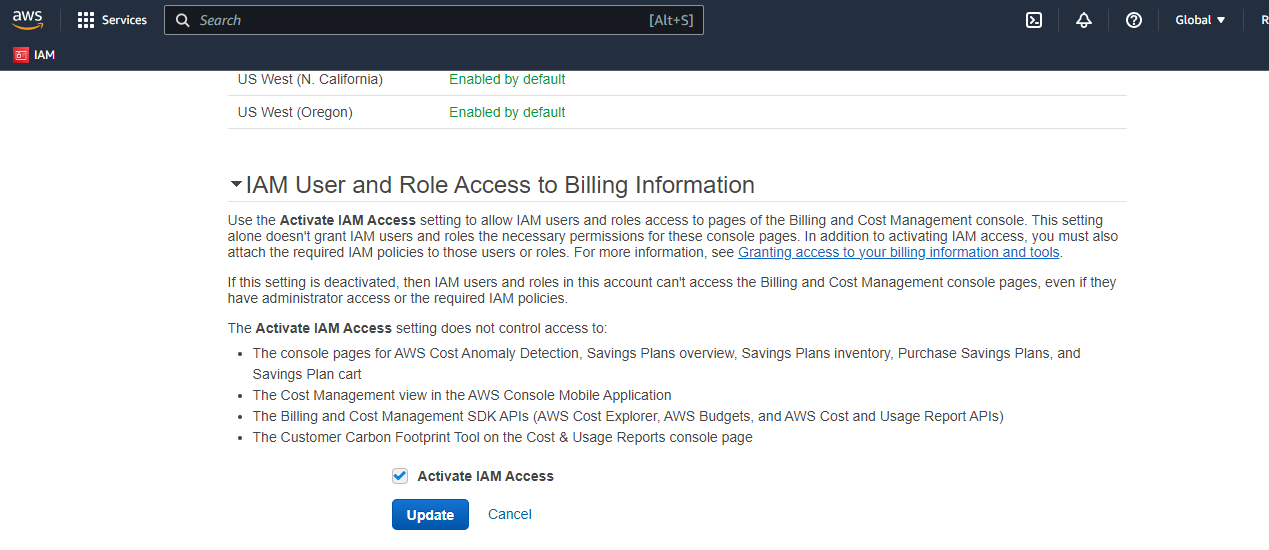 aws
Services
Search
[Alt+S]
Global
R
IAM
US West (N. California) Enabled by default
US West (Oregon) Enabled by default
IAM User and Role Access to Billing Information
Use the Activate IAM Access setting to allow IAM users and roles access to pages of the Billing and Cost Management console. This setting
alone doesn't grant IAM users and roles the necessary permissions for these console pages. In addition to activating IAM access, you must also
attach the required IAM policies to those users or roles. For more information, see Granting access to your billing information and tools.
If this setting is deactivated, then IAM users and roles in this account can't access the Billing and Cost Management console pages, even if they
have administrator access or the required IAM policies.
The Activate IAM Access setting does not control access to:
• The console pages for AWS Cost Anomaly Detection, Savings Plans overview, Savings Plans inventory, Purchase Savings Plans, and
Savings Plan cart
• The Cost Management view in the AWS Console Mobile Application
• The Billing and Cost Management SDK APIs (AWS Cost Explorer, AWS Budgets, and AWS Cost and Usage Report APIs)
• The Customer Carbon Footprint Tool on the Cost & Usage Reports console page
Activate IAM Access
Update
Cancel